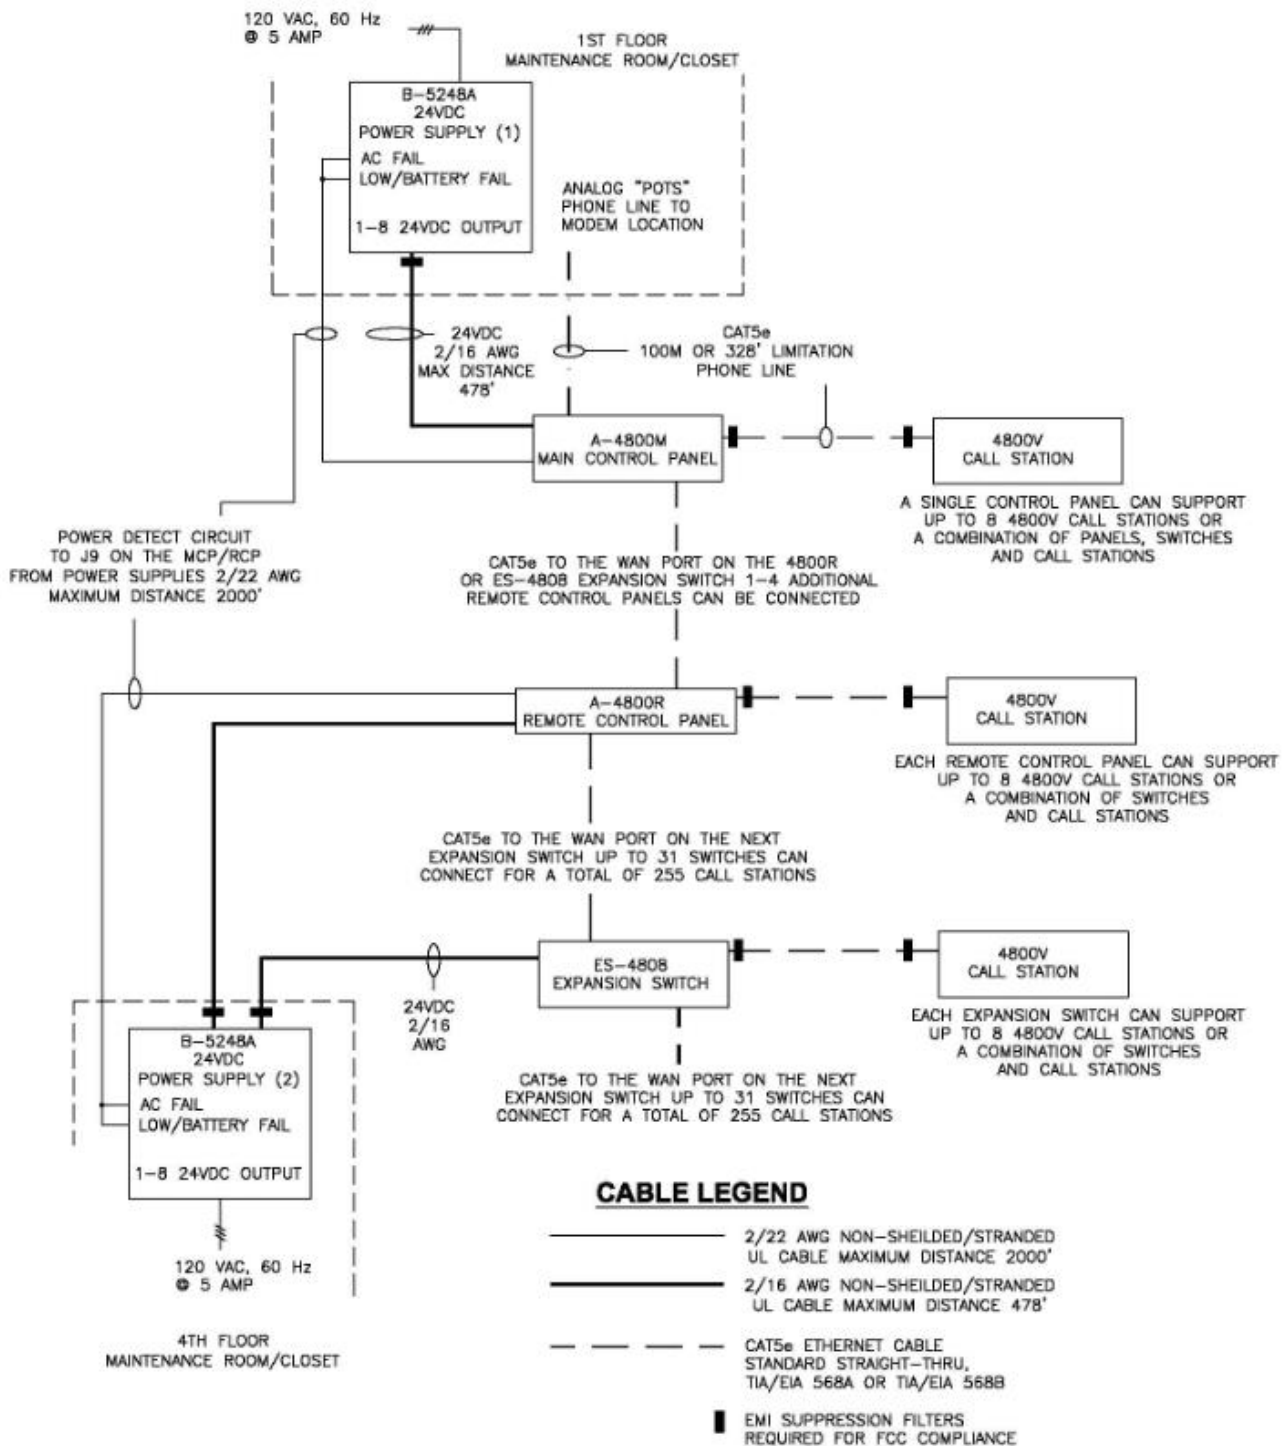 120 VAC, 60 Hz
@ 5 AMP
1ST FLOOR
MAINTENANCE ROOM/CLOSET
B-5248A
24VDC
POWER SUPPLY (1)
AC FAIL
LOW/BATTERY FAIL
1-8 24VDC OUTPUT
ANALOG "POTS"
PHONE LINE TO
MODEM LOCATION
24VDC
2/16 AWG
MAX DISTANCE
478'
CAT5e
100M OR 328' LIMITATION
PHONE LINE
A-4800M
MAIN CONTROL PANEL
4800V
CALL STATION
A SINGLE CONTROL PANEL CAN SUPPORT
UP TO 8 4800V CALL STATIONS OR
A COMBINATION OF PANELS, SWITCHES
AND CALL STATIONS
POWER DETECT CIRCUIT
TO J9 ON THE MCP/RCP
FROM POWER SUPPLIES 2/22 AWG
MAXIMUM DISTANCE 2000'
CAT5e TO THE WAN PORT ON THE 4800R
OR ES-4808 EXPANSION SWITCH 1-4 ADDITIONAL
REMOTE CONTROL PANELS CAN BE CONNECTED
A-4800R
REMOTE CONTROL PANEL
4800V
CALL STATION
EACH REMOTE CONTROL PANEL CAN SUPPORT
UP TO 8 4800V CALL STATIONS OR
A COMBINATION OF SWITCHES
AND CALL STATIONS
CAT5e TO THE WAN PORT ON THE NEXT
EXPANSION SWITCH UP TO 31 SWITCHES CAN
CONNECT FOR A TOTAL OF 255 CALL STATIONS
ES-4808
EXPANSION SWITCH
4800V
CALL STATION
EACH EXPANSION SWITCH CAN SUPPORT
UP TO 8 4800V CALL STATIONS OR
A COMBINATION OF SWITCHES
AND CALL STATIONS
24VDC
2/16
AWG
B-5248A
24VDC
POWER SUPPLY (2)
AC FAIL
LOW/BATTERY FAIL
1-8 24VDC OUTPUT
CAT5e TO THE WAN PORT ON THE NEXT
EXPANSION SWITCH UP TO 31 SWITCHES CAN
CONNECT FOR A TOTAL OF 255 CALL STATIONS
120 VAC, 60 Hz
@ 5 AMP
4TH FLOOR
MAINTENANCE ROOM/CLOSET
CABLE LEGEND
2/22 AWG NON-SHEILDED/STRANDED
UL CABLE MAXIMUM DISTANCE 2000'
2/16 AWG NON-SHEILDED/STRANDED
UL CABLE MAXIMUM DISTANCE 478'
CAT5e ETHERNET CABLE
STANDARD STRAIGHT-THRU,
TIA/EIA 568A OR TIA/EIA 568B
EMI SUPPRESSION FILTERS
REQUIRED FOR FCC COMPLIANCE